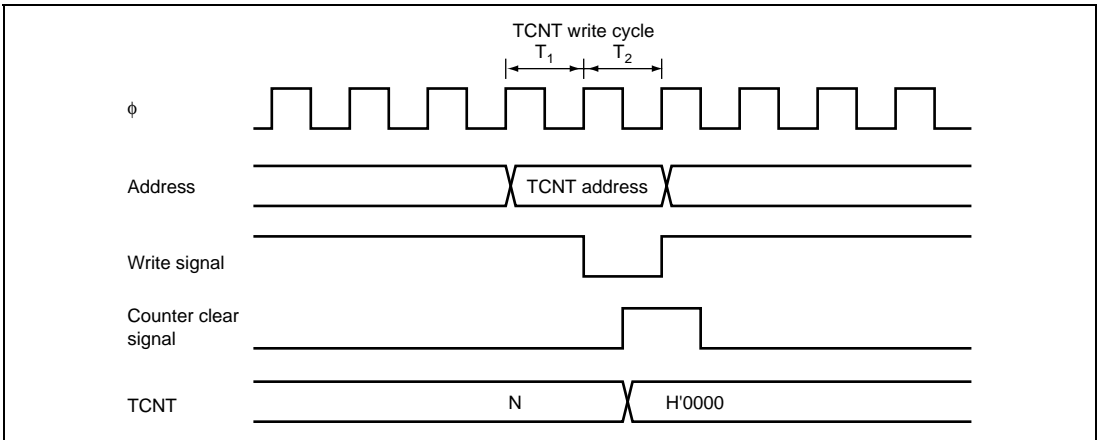 TCNT write cycle
T1 T2
φ
Address
TCNT address
Write signal
Counter clear
signal
TCNT
N
H'0000